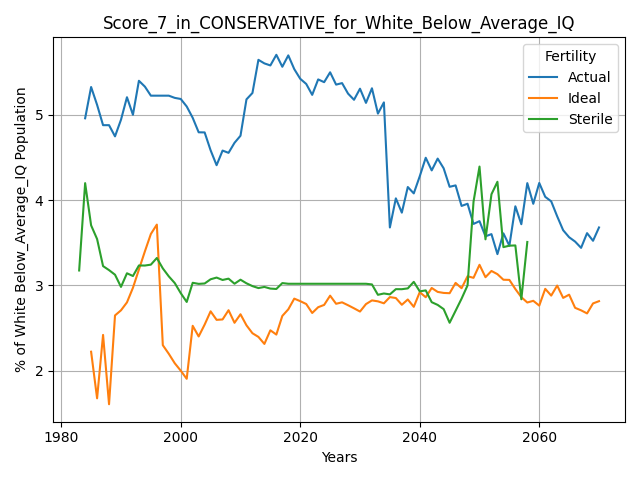 Score_7_in_CONSERVATIVE_for_White_Below_Average_IQ
Fertility
Actual
Ideal
Sterile
% of White Below_Average_IQ Population
5
4
3
2
1980
2000
2020
2040
2060
Years